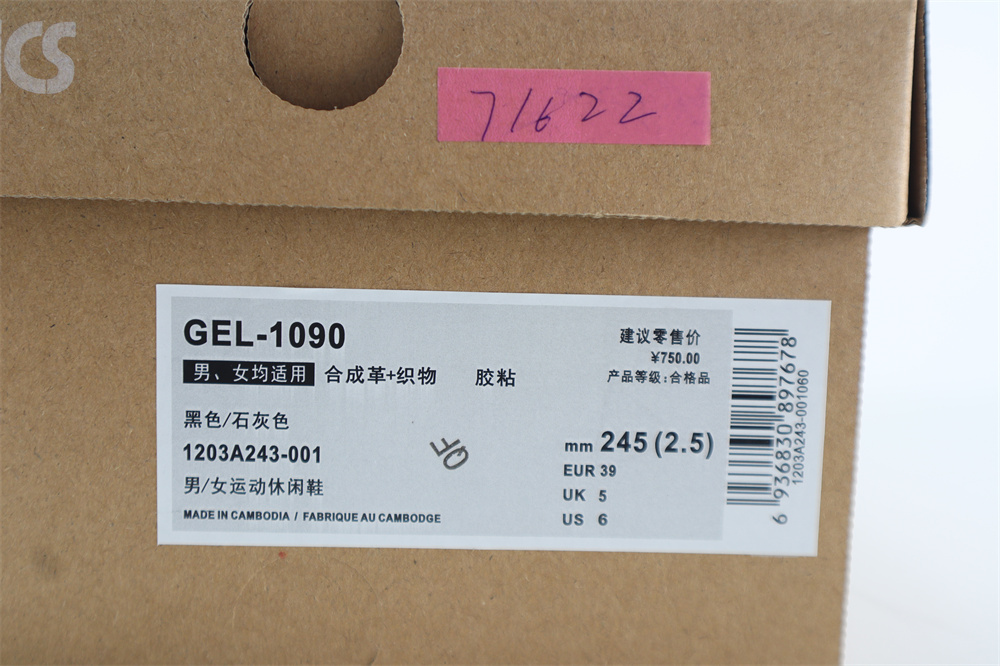 ics
71622
GEL-1090
男、女均适用 合成革+织物 胶粘
黑色/石灰色
1203A243-001
男/女运动休闲鞋
MADE IN CAMBODIA / FABRIQUE AU CAMBODGE
建议零售价
¥750.00
产品等级:合格品
mm 245 (2.5)
EUR 39
UK 5
US 6
6 936830 897678
1203A243-001060